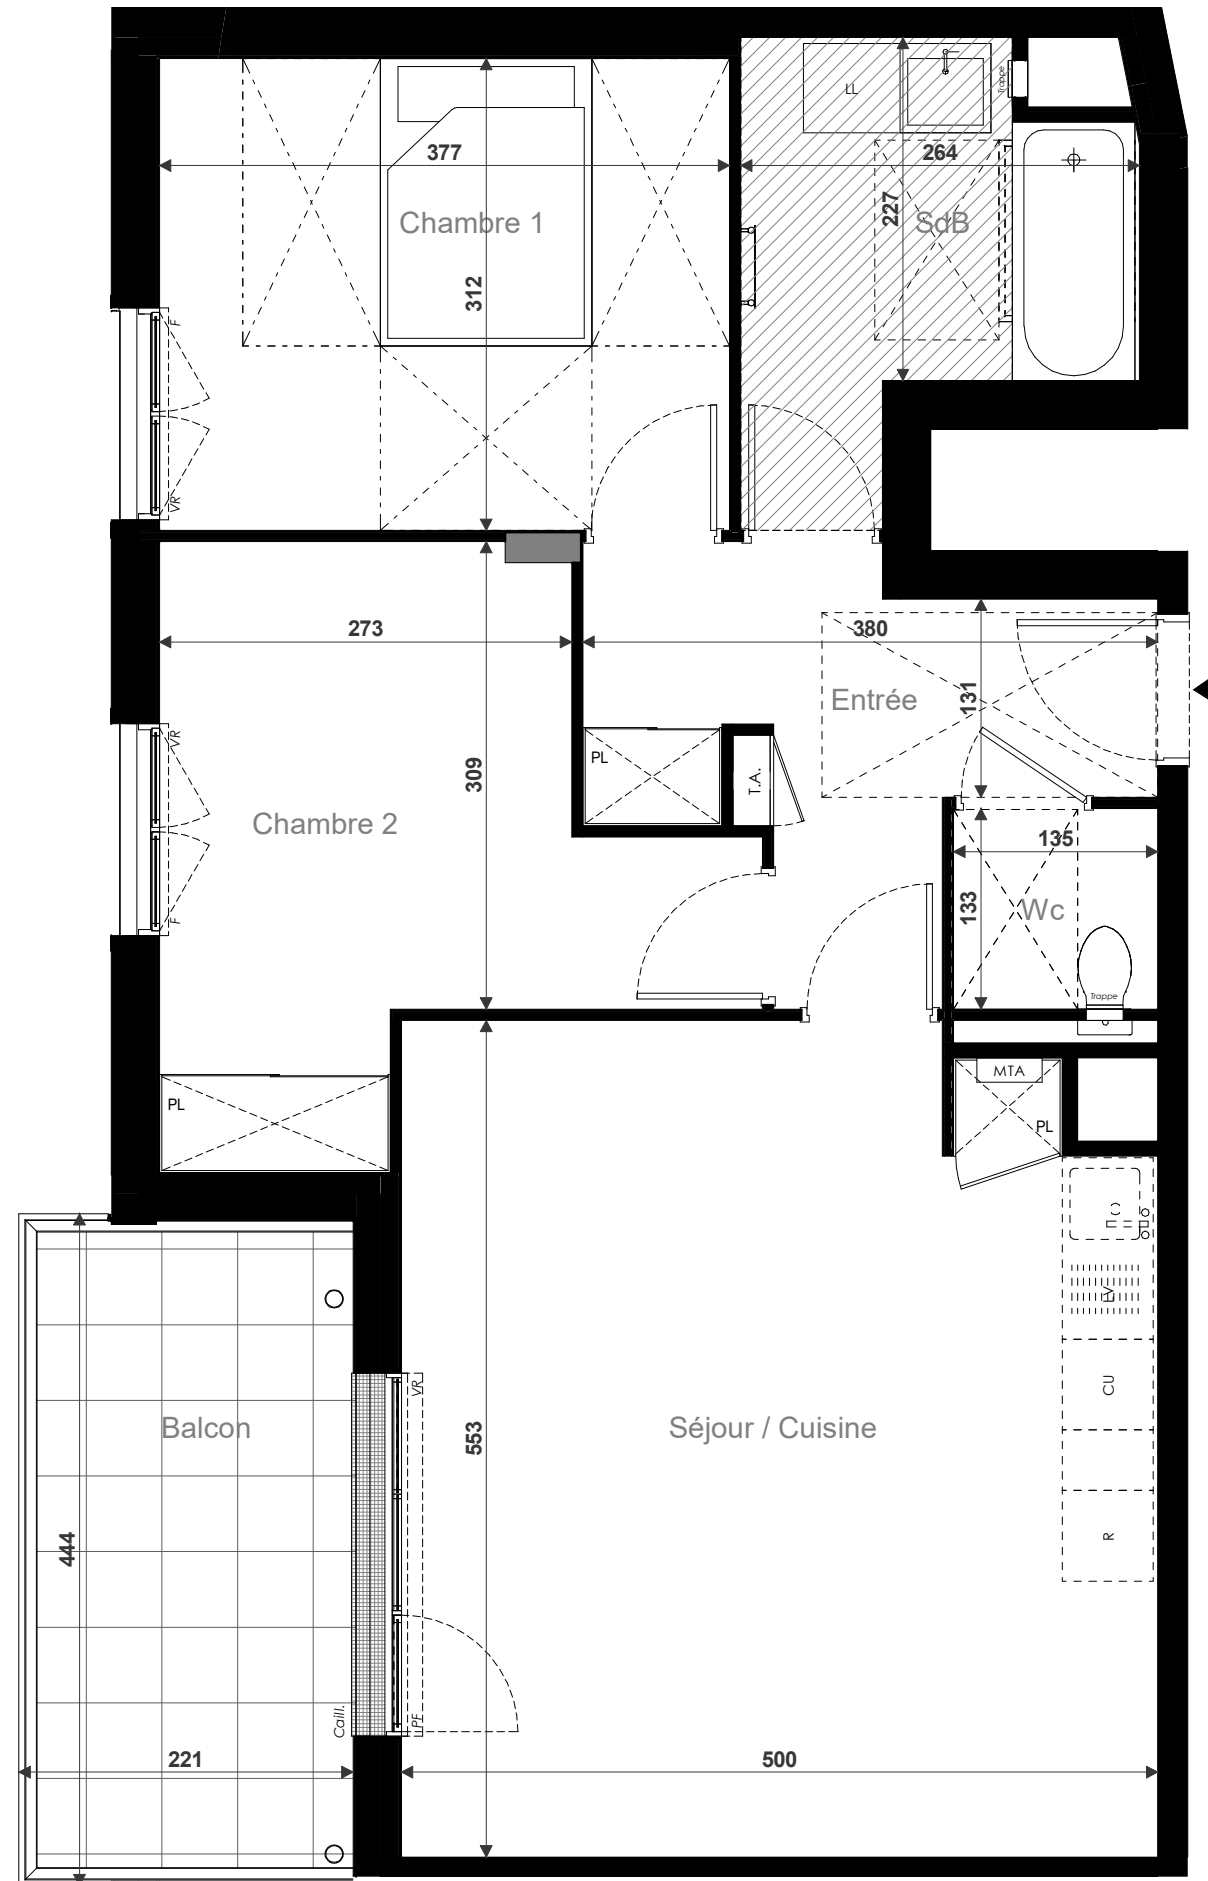 Trappe
LL
377
264
227
Chambre 1
SdB
312
F
VR
273
380
131
Entrée
VR
PL
T.A.
309
Chambre 2
135
133
Wc
F
Trappe
MTA
PL
PL
LV
VR
CU
Balcon
Séjour / Cuisine
553
444
R
Caill.
PF
221
500